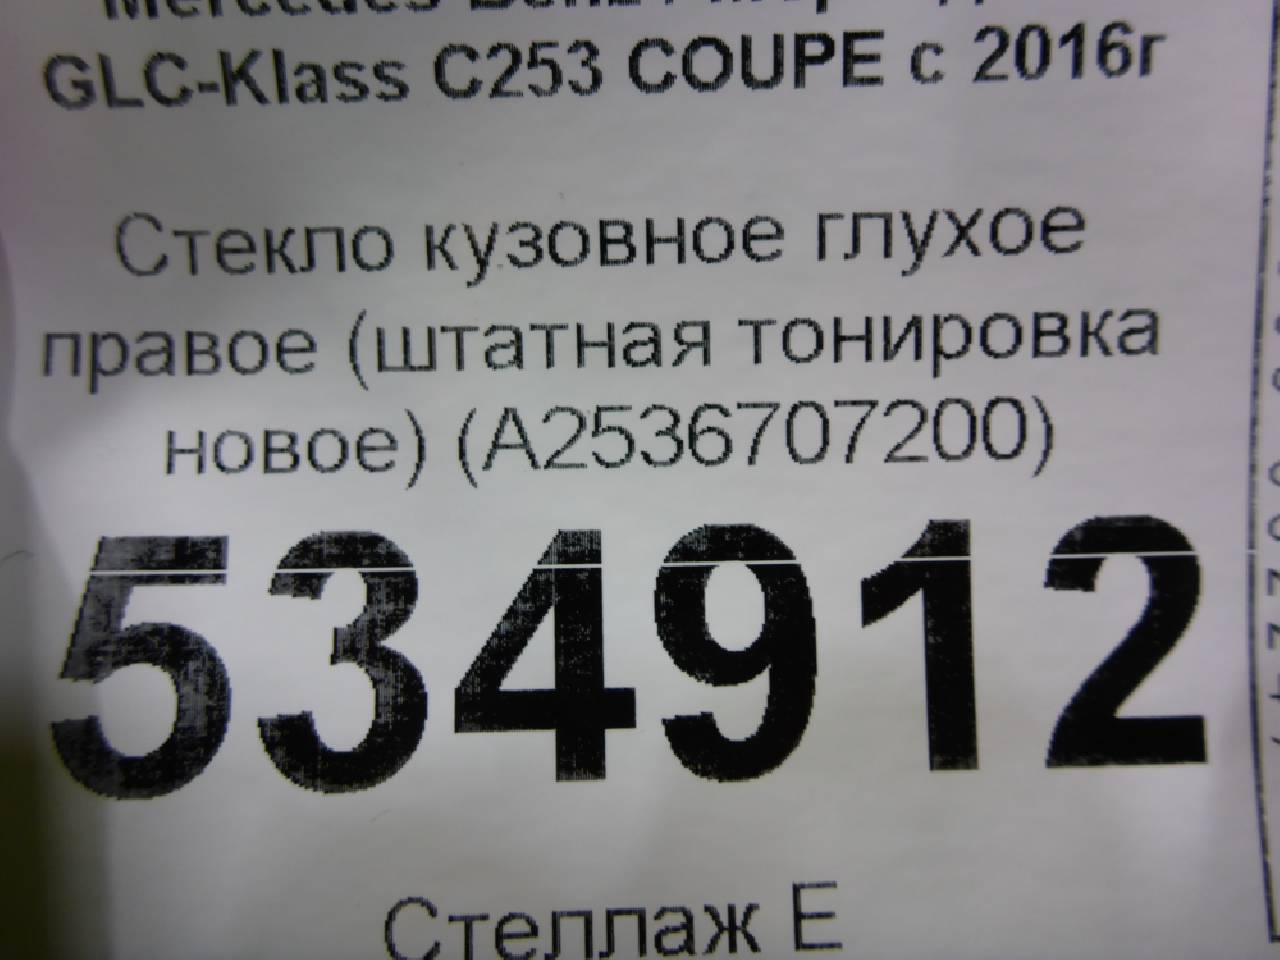 GLC-Klass C253 COUPE с 2016г
Стекло кузовное глухое
правое (штатная тонировка
новое) (A2536707200)
534912
Стеллаж Е